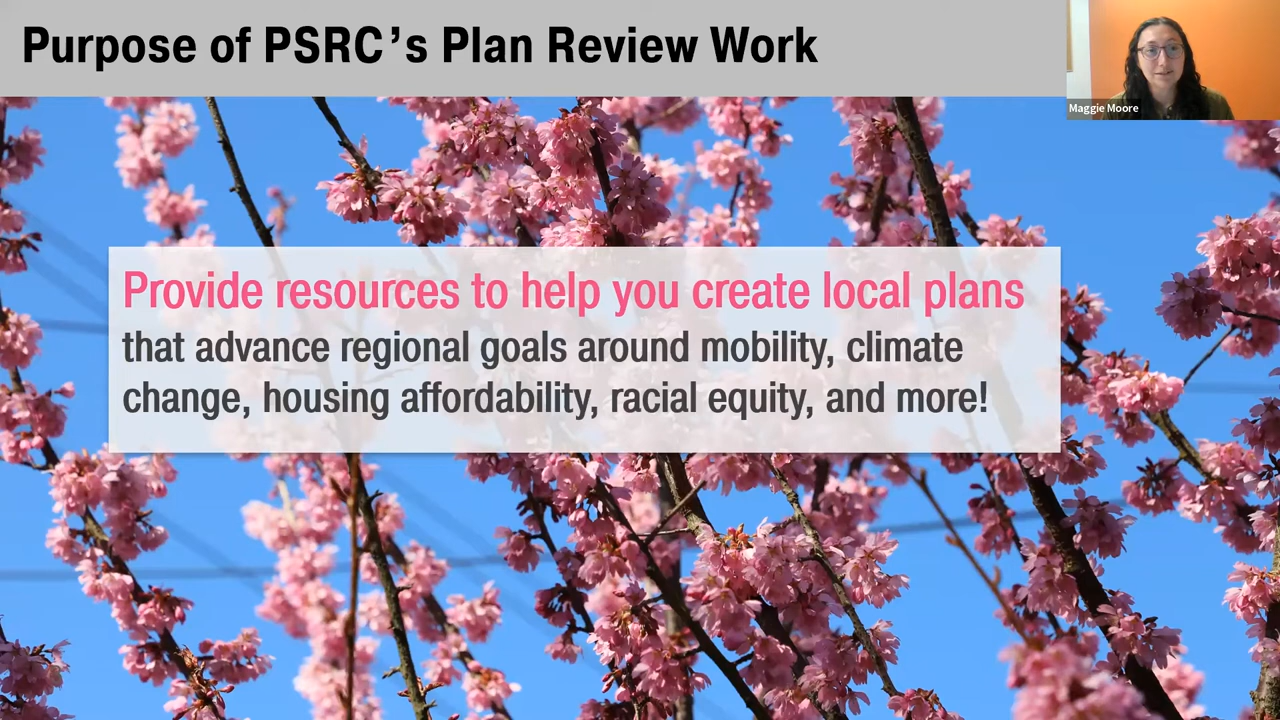 Purpose of PSRC's Plan Review Work
Maggie Moore
Provide resources to help you create local plans
that advance regional goals around mobility, climate
change, housing affordability, racial equity, and more!